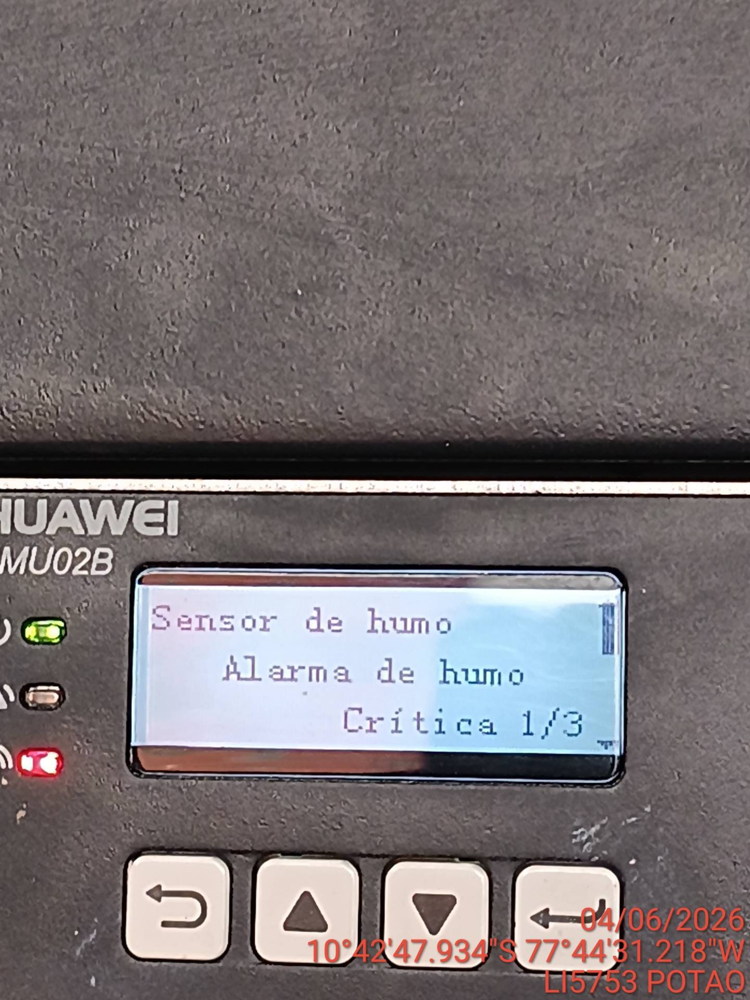 HUAWEI
MU02B
Sensor de humo
Alarma de humo
Crítica 1/3
04/06/2026
10°42'47.934"S 77°44'31.218"W
LI5753 POTAO